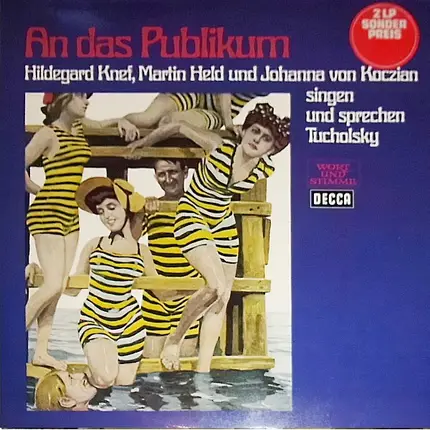 An das Publikum
2 LP
SONDER
PREIS
Hildegard Knef, Martin Held und Johanna von Koczian
singen
und sprechen
Tucholsky
WORT
UND
STIMME
DECCA